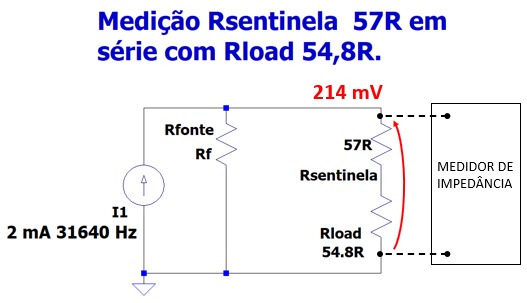 Medição Rsentinela 57R em
série com Rload 54,8R.
214 mV
Rfonte
Rf
57R
Rsentinela
MEDIDOR DE
IMPEDÂNCIA
I1
2 mA 31640 Hz
Rload
54.8R